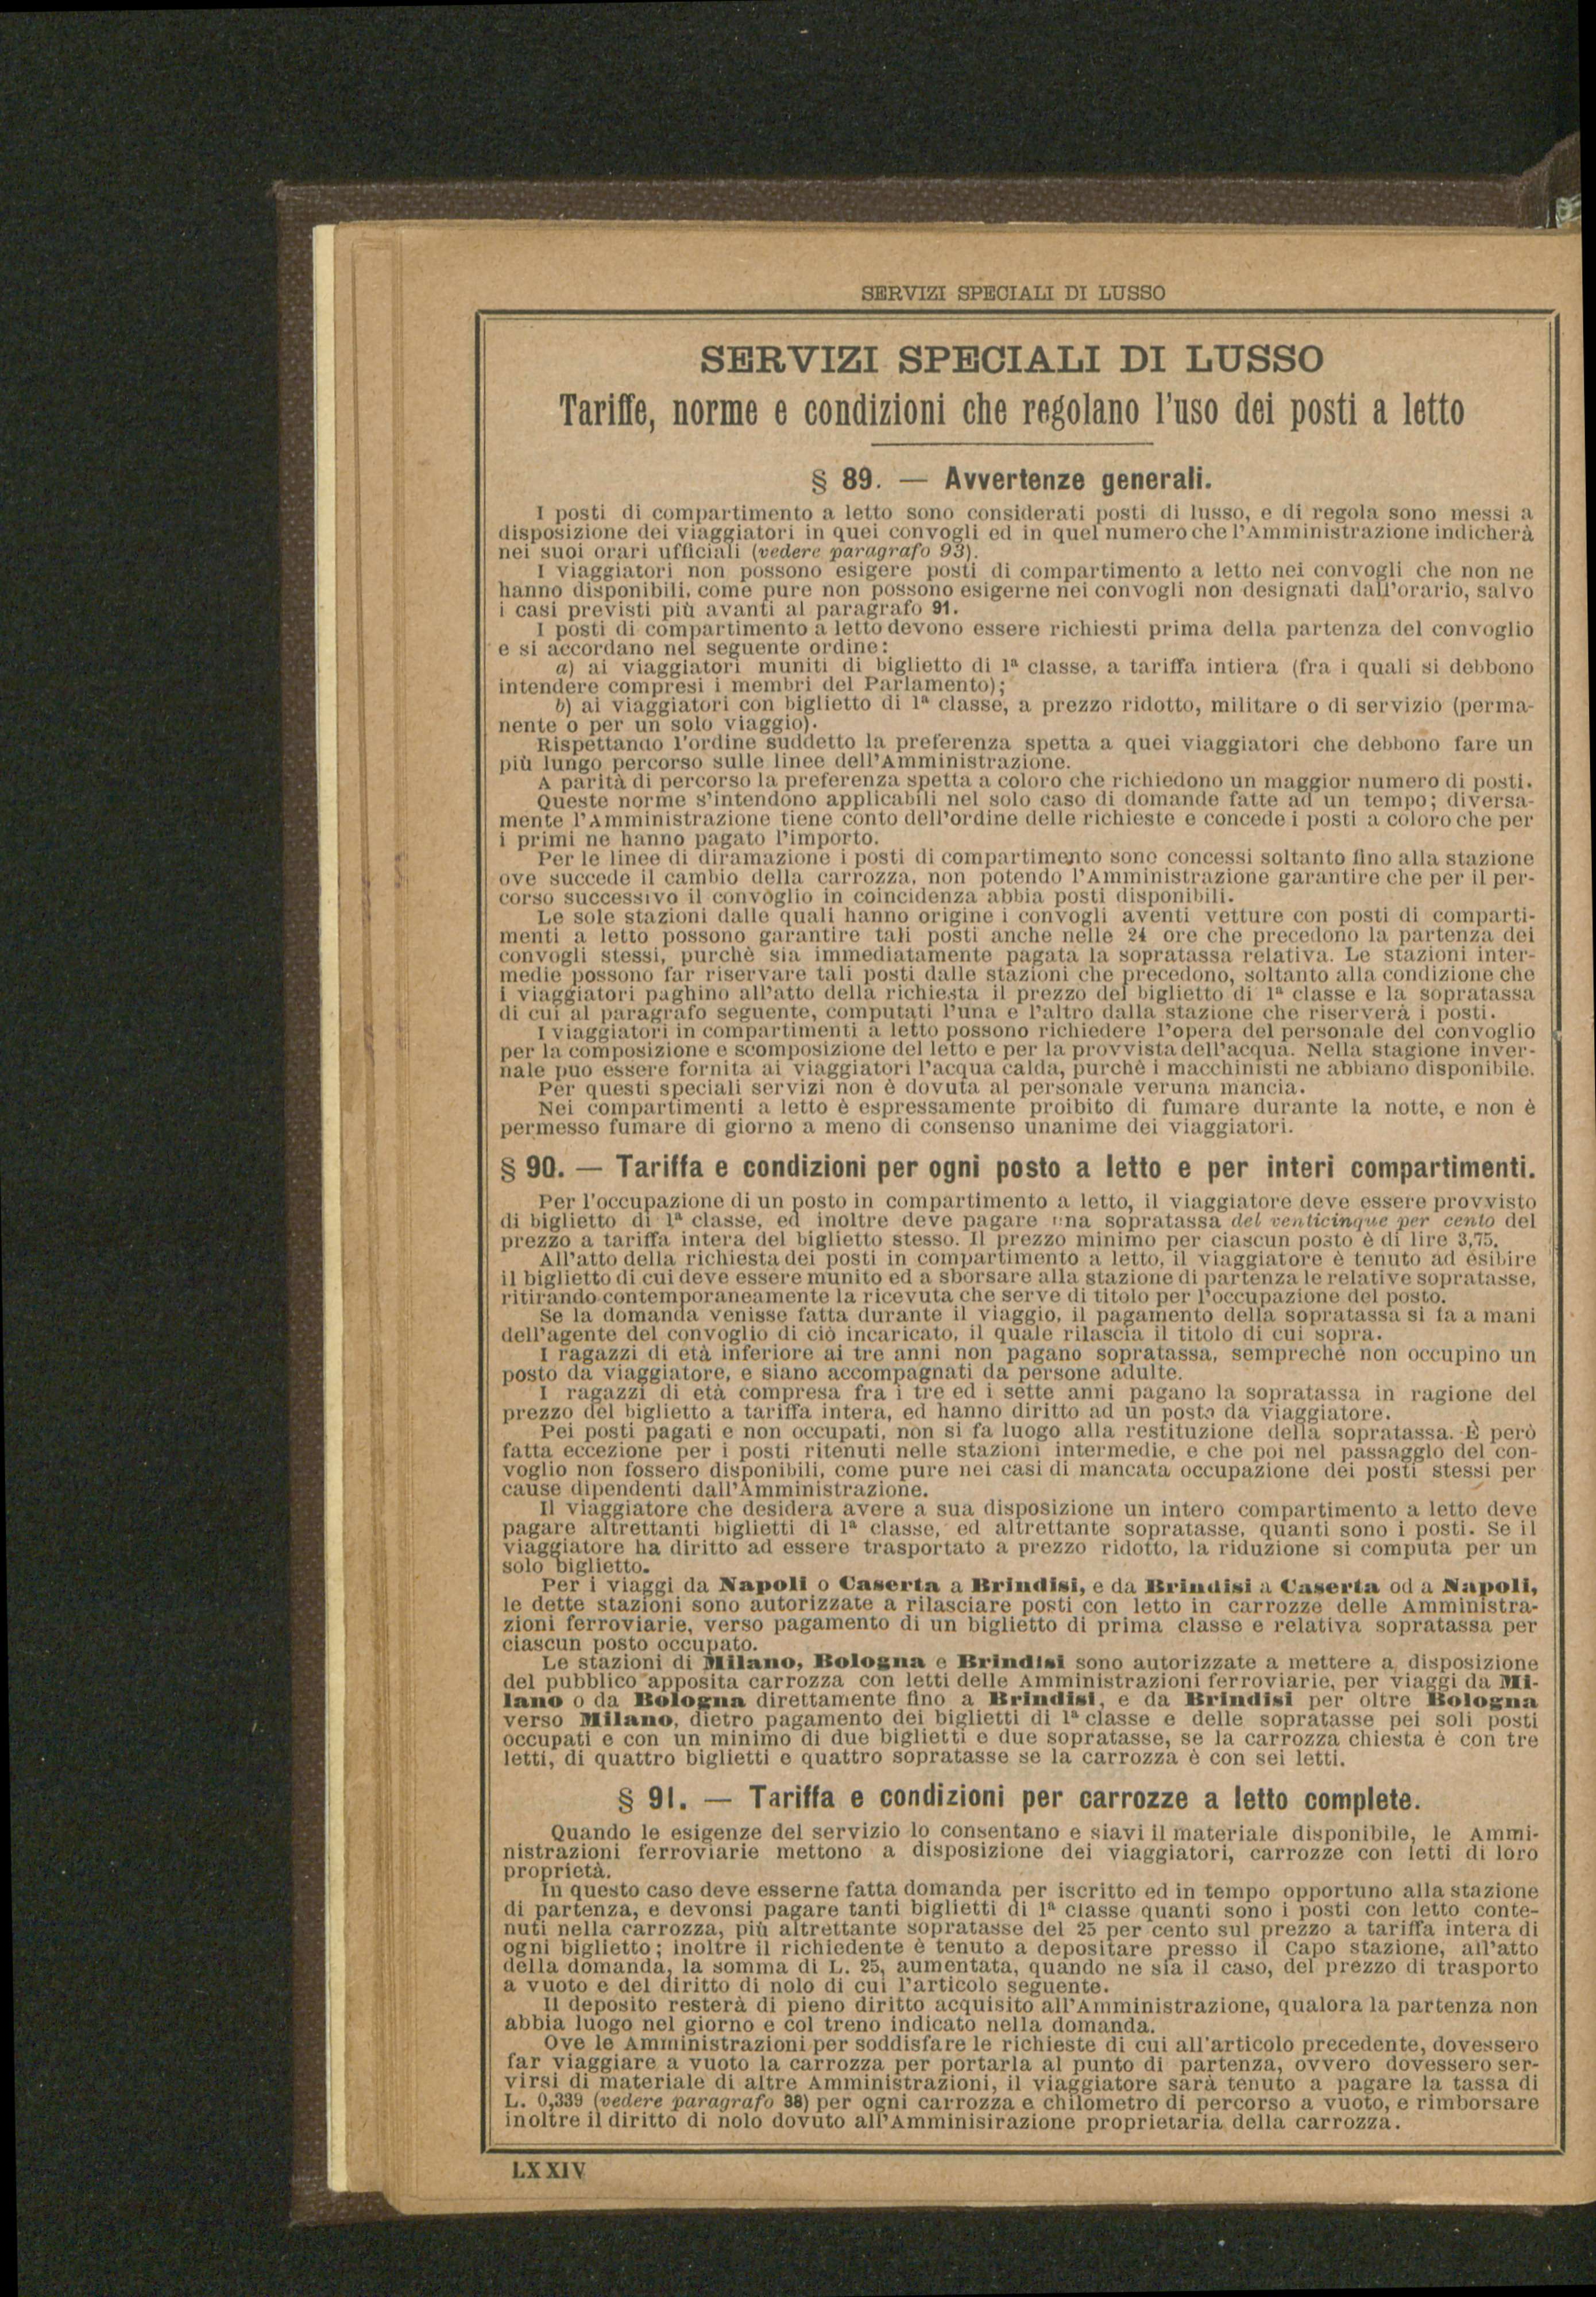 SERVIZI SPECIALI DI LUSSO
SERVIZI SPECIALI DI LUSSO
Tariffe, norme e condizioni che regolano l'uso dei posti a letto
§ 89. — Avvertenze generali.
I posti di compartimento a letto sono considerati posti di lusso, e di regola sono messi a
disposizione dei viaggiatori in quei convogli ed in quel numero che l'Amministrazione indicherà
nei suoi orari ufficiali (vedere paragrafo 93).
I viaggiatori non possono esigere posti di compartimento a letto nei convogli che non ne
hanno disponibili, come pure non possono esigerne nei convogli non designati dall'orario, salvo
i casi previsti più avanti al paragrafo 91.
I posti di compartimento a letto devono essere richiesti prima della partenza del convoglio
e si accordano nel seguente ordine:
a) ai viaggiatori muniti di biglietto di 1ª classe, a tariffa intiera (fra i quali si debbono
intendere compresi i membri del Parlamento);
b) ai viaggiatori con biglietto di 1ª classe, a prezzo ridotto, militare o di servizio (perma-
nente o per un solo viaggio).
Rispettando l'ordine suddetto la preferenza spetta a quei viaggiatori che debbono fare un
più lungo percorso sulle linee dell'Amministrazione.
A parità di percorso la preferenza spetta a coloro che richiedono un maggior numero di posti.
Queste norme s'intendono applicabili nel solo caso di domande fatte ad un tempo; diversa-
mente l'Amministrazione tiene conto dell'ordine delle richieste e concede i posti a coloro che per
i primi ne hanno pagato l'importo.
Per le linee di diramazione i posti di compartimento sono concessi soltanto fino alla stazione
ove succede il cambio della carrozza, non potendo l'Amministrazione garantire che per il per-
corso successivo il convoglio in coincidenza abbia posti disponibili.
Le sole stazioni dalle quali hanno origine i convogli aventi vetture con posti di comparti-
menti a letto possono garantire tali posti anche nelle 24 ore che precedono la partenza dei
convogli stessi, purchè sia immediatamente pagata la sopratassa relativa. Le stazioni inter-
medie possono far riservare tali posti dalle stazioni che precedono, soltanto alla condizione che
i viaggiatori paghino all'atto della richiesta il prezzo del biglietto di 1ª classe e la sopratassa
di cui al paragrafo seguente, computati l'una e l'altro dalla stazione che riserverà i posti.
I viaggiatori in compartimenti a letto possono richiedere l'opera del personale del convoglio
per la composizione e scomposizione del letto e per la provvista dell'acqua. Nella stagione inver-
nale può essere fornita ai viaggiatori l'acqua calda, purchè i macchinisti ne abbiano disponibile.
Per questi speciali servizi non è dovuta al personale veruna mancia.
Nei compartimenti a letto è espressamente proibito di fumare durante la notte, e non è
permesso fumare di giorno a meno di consenso unanime dei viaggiatori.
§ 90. — Tariffa e condizioni per ogni posto a letto e per interi compartimenti.
Per l'occupazione di un posto in compartimento a letto, il viaggiatore deve essere provvisto
di biglietto di 1ª classe, ed inoltre deve pagare una sopratassa del venticinque per cento del
prezzo a tariffa intera del biglietto stesso. Il prezzo minimo per ciascun posto è di lire 3,75.
All'atto della richiesta dei posti in compartimento a letto, il viaggiatore è tenuto ad esibire
il biglietto di cui deve essere munito ed a sborsare alla stazione di partenza le relative sopratasse,
ritirando contemporaneamente la ricevuta che serve di titolo per l'occupazione del posto.
Se la domanda venisse fatta durante il viaggio, il pagamento della sopratassa si fa a mani
dell'agente del convoglio di ciò incaricato, il quale rilascia il titolo di cui sopra.
I ragazzi di età inferiore ai tre anni non pagano sopratassa, sempreché non occupino un
posto da viaggiatore, e siano accompagnati da persone adulte.
I ragazzi di età compresa fra i tre ed i sette anni pagano la sopratassa in ragione del
prezzo del biglietto a tariffa intera, ed hanno diritto ad un posto da viaggiatore.
Pei posti pagati e non occupati, non si fa luogo alla restituzione della sopratassa. È però
fatta eccezione per i posti ritenuti nelle stazioni intermedie, e che poi nel passaggio del con-
voglio non fossero disponibili, come pure nei casi di mancata occupazione dei posti stessi per
cause dipendenti dall'Amministrazione.
Il viaggiatore che desidera avere a sua disposizione un intero compartimento a letto deve
pagare altrettanti biglietti di 1ª classe, ed altrettante sopratasse, quanti sono i posti. Se il
viaggiatore ha diritto ad essere trasportato a prezzo ridotto, la riduzione si computa per un
solo biglietto.
Per i viaggi da Napoli o Caserta a Brindisi, e da Brindisi a Caserta od a Napoli,
le dette stazioni sono autorizzate a rilasciare posti con letto in carrozze delle Amministra-
zioni ferroviarie, verso pagamento di un biglietto di prima classe e relativa sopratassa per
ciascun posto occupato.
Le stazioni di Milano, Bologna e Brindisi sono autorizzate a mettere a disposizione
del pubblico apposita carrozza con letti delle Amministrazioni ferroviarie, per viaggi da Mi-
lano o da Bologna direttamente fino a Brindisi, e da Brindisi per oltre Bologna
verso Milano, dietro pagamento dei biglietti di 1ª classe e delle sopratasse pei soli posti
occupati e con un minimo di due biglietti e due sopratasse, se la carrozza chiesta è con tre
letti, di quattro biglietti e quattro sopratasse se la carrozza è con sei letti.
§ 91. — Tariffa e condizioni per carrozze a letto complete.
Quando le esigenze del servizio lo consentano e siavi il materiale disponibile, le Ammi-
nistrazioni ferroviarie mettono a disposizione dei viaggiatori, carrozze con letti di loro
proprietà.
In questo caso deve esserne fatta domanda per iscritto ed in tempo opportuno alla stazione
di partenza, e devonsi pagare tanti biglietti di 1ª classe quanti sono i posti con letto conte-
nuti nella carrozza, più altrettante sopratasse del 25 per cento sul prezzo a tariffa intera di
ogni biglietto; inoltre il richiedente è tenuto a depositare presso il Capo stazione, all'atto
della domanda, la somma di L. 25, aumentata, quando ne sia il caso, del prezzo di trasporto
a vuoto e del diritto di nolo di cui l'articolo seguente.
Il deposito resterà di pieno diritto acquisito all'Amministrazione, qualora la partenza non
abbia luogo nel giorno e col treno indicato nella domanda.
Ove le Amministrazioni per soddisfare le richieste di cui all'articolo precedente, dovessero
far viaggiare a vuoto la carrozza per portarla al punto di partenza, ovvero dovessero ser-
virsi di materiale di altre Amministrazioni, il viaggiatore sarà tenuto a pagare la tassa di
L. 0,339 (vedere paragrafo 38) per ogni carrozza e chilometro di percorso a vuoto, e rimborsare
inoltre il diritto di nolo dovuto all'Amminisirazione proprietaria della carrozza.
LXXIV